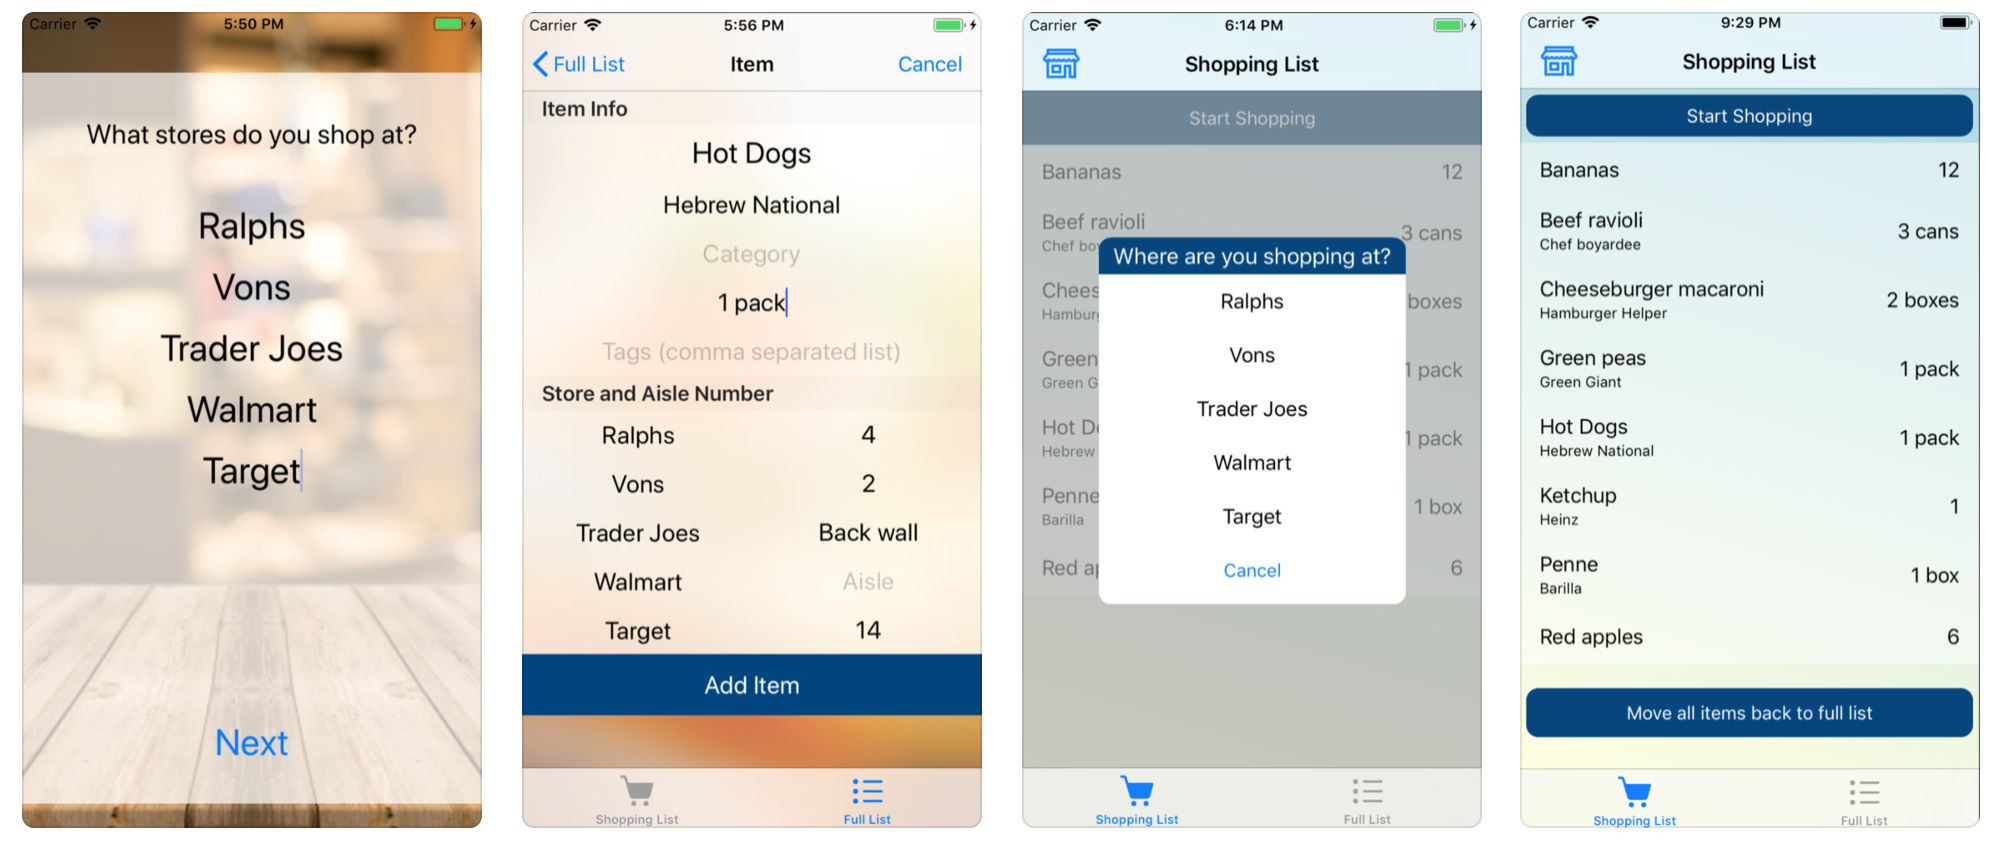 Carrier
5:50 PM
What stores do you shop at?
Ralphs
Vons
Trader Joes
Walmart
Target
Next
Carrier
5:56 PM
Full List
Item
Cancel
Item Info
Hot Dogs
Hebrew National
Category
1 pack
Tags (comma separated list)
Store and Aisle Number
Ralphs 4
Vons 2
Trader Joes Back wall
Walmart Aisle
Target 14
Add Item
Shopping List
Full List
Carrier
6:14 PM
Shopping List
Start Shopping
Bananas 12
Beef ravioli
Chef bo
3 cans
Where are you shopping at?
Chees
Hambur
boxes
Ralphs
Vons
Green
Green G
1 pack
Trader Joes
Hot D
Hebrew
1 pack
Walmart
Penne
Barilla
1 box
Target
Red ap
6
Cancel
Shopping List
Full List
Carrier
9:29 PM
Shopping List
Start Shopping
Bananas 12
Beef ravioli
Chef boyardee
3 cans
Cheeseburger macaroni
Hamburger Helper
2 boxes
Green peas
Green Giant
1 pack
Hot Dogs
Hebrew National
1 pack
Ketchup
Heinz
1
Penne
Barilla
1 box
Red apples 6
Move all items back to full list
Shopping List
Full List